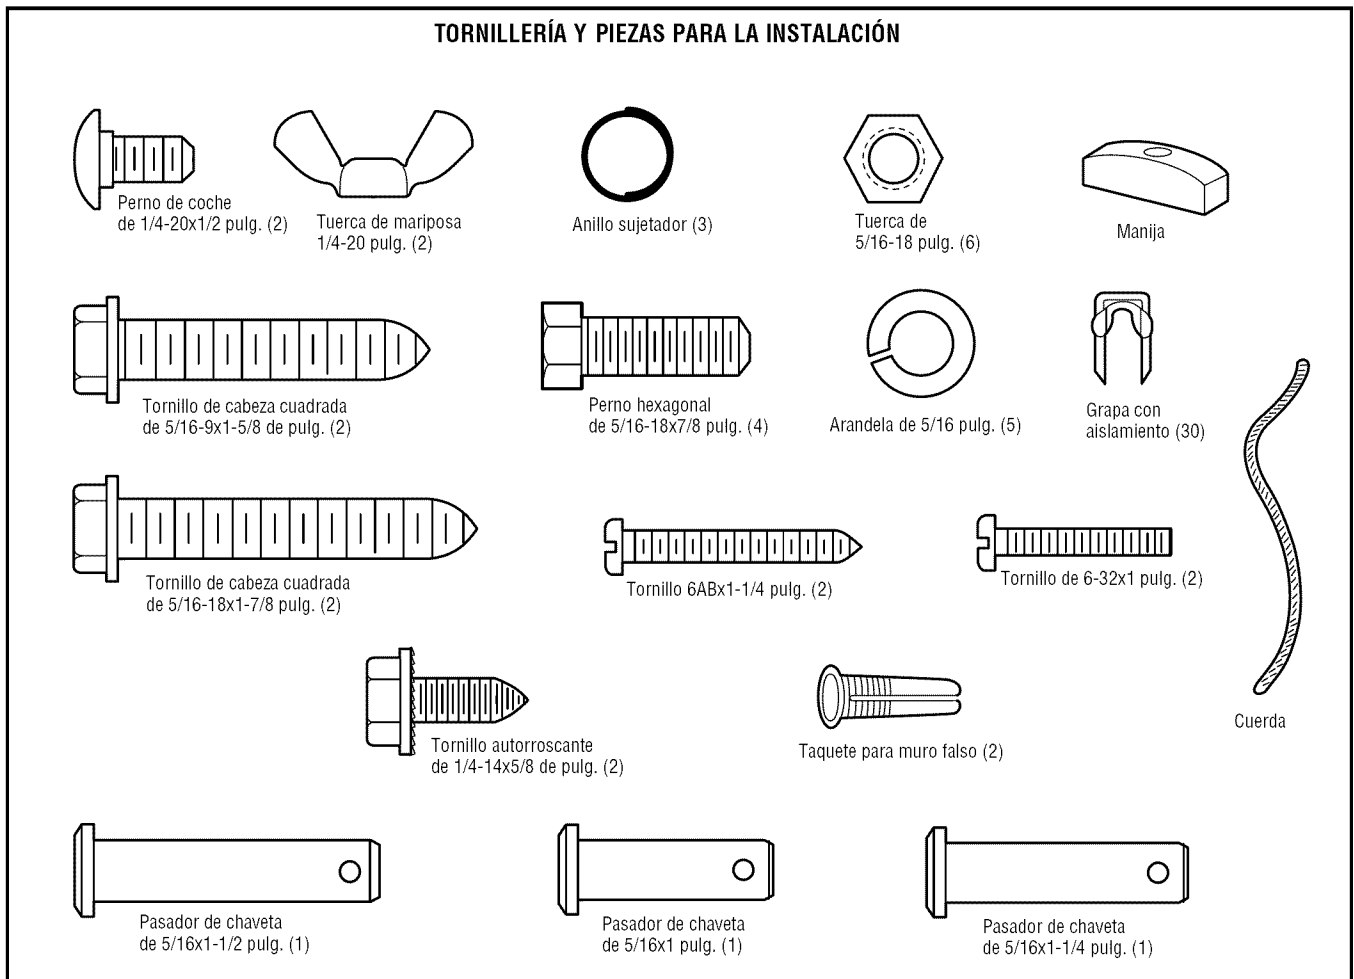 TORNILLERÍA Y PIEZAS PARA LA INSTALACIÓN
Perno de coche
de 1/4-20x1/2 pulg. (2)
Tuerca de mariposa
1/4-20 pulg. (2)
Anillo sujetador (3)
Tuerca de
5/16-18 pulg. (6)
Manija
Tornillo de cabeza cuadrada
de 5/16-9x1-5/8 de pulg. (2)
Perno hexagonal
de 5/16-18x7/8 pulg. (4)
Arandela de 5/16 pulg. (5)
Grapa con
aislamiento (30)
Tornillo de cabeza cuadrada
de 5/16-18x1-7/8 pulg. (2)
Tornillo 6ABx1-1/4 pulg. (2)
Tornillo de 6-32x1 pulg. (2)
Cuerda
Tornillo autorroscante
de 1/4-14x5/8 de pulg. (2)
Taquete para muro falso (2)
Pasador de chaveta
de 5/16x1-1/2 pulg. (1)
Pasador de chaveta
de 5/16x1 pulg. (1)
Pasador de chaveta
de 5/16x1-1/4 pulg. (1)